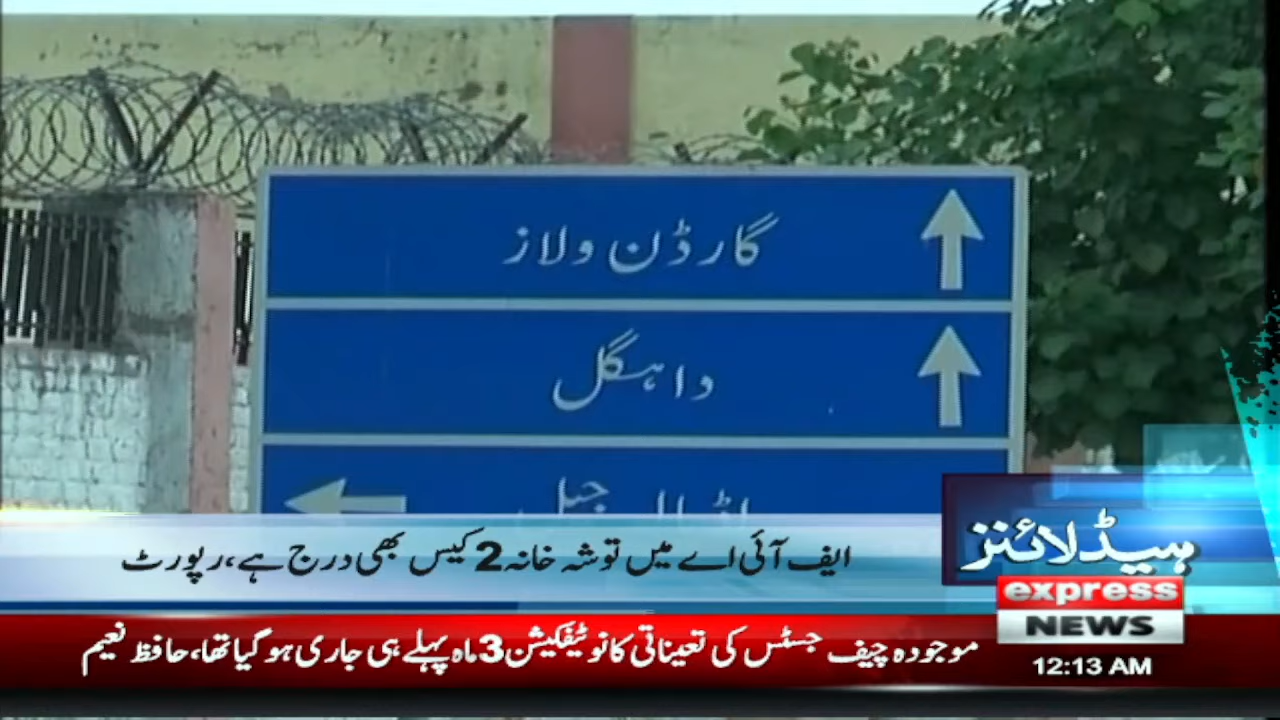 گارڈن ولاز
داہگل
اڈیالہ جیل
ہیڈلائنز
ایف آئی اے میں توشہ خانہ 2 کیس بھی درج ہے، رپورٹ
express
NEWS
موجودہ چیف جسٹس کی تعیناتی کا نوٹیفکیشن 3 ماہ پہلے ہی جاری ہو گیا تھا، حافظ نعیم
12:13 AM